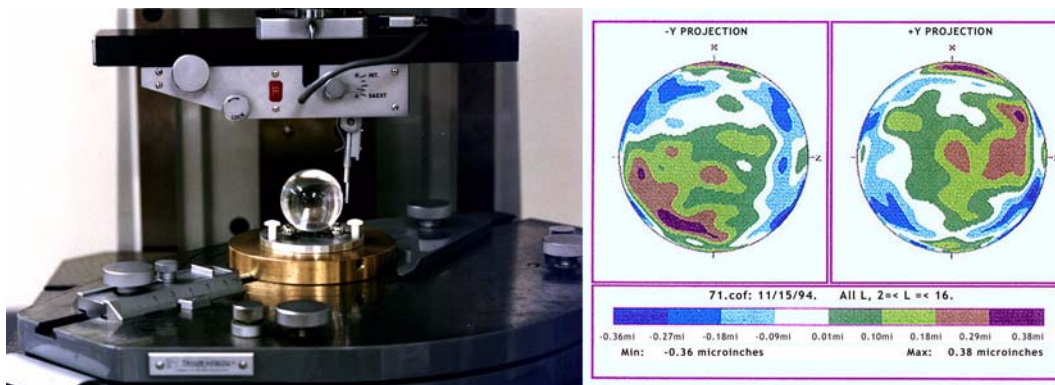 -Y PROJECTION
X
-Z
+Y PROJECTION
X
71.cof: 11/15/94. All L, 2=< L =< 16.
-0.36mi -0.27mi -0.18mi -0.09mi 0.01mi 0.10mi 0.18mi 0.29mi 0.38mi
Min: -0.36 microinches Max: 0.38 microinches